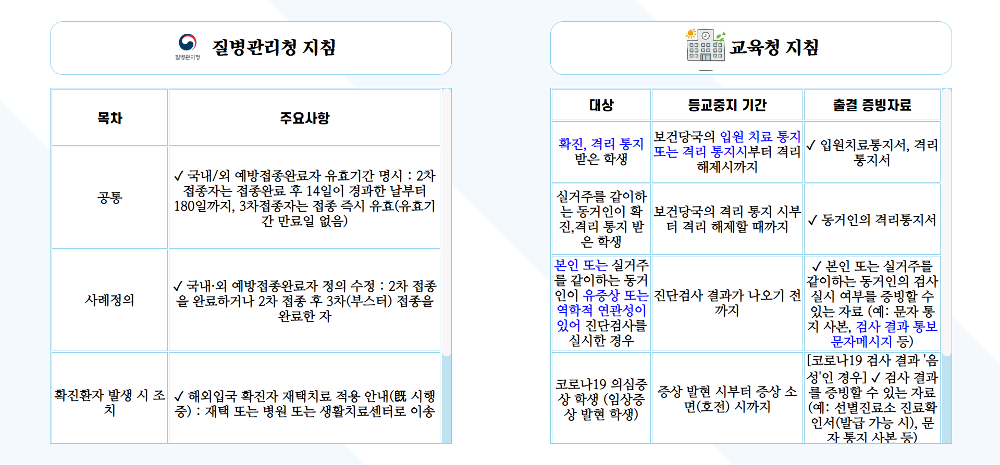 질병관리청
질병관리청 지침
목차
주요사항
공통
✓ 국내/외 예방접종완료자 유효기간 명시 : 2차
접종자는 접종완료 후 14일이 경과한 날부터
180일까지, 3차접종자는 접종 즉시 유효(유효기
간 만료일 없음)
사례정의
✓ 국내·외 예방접종완료자 정의 수정 : 2차 접종
을 완료하거나 2차 접종 후 3차(부스터) 접종을
완료한 자
확진환자 발생 시 조
치
✓ 해외입국 확진자 재택치료 적용 안내(旣 시행
중) : 재택 또는 병원 또는 생활치료센터로 이송
교육청 지침
대상
등교중지 기간
출결 증빙자료
확진, 격리 통지
받은 학생
보건당국의 입원 치료 통지
또는 격리 통지시부터 격리
해제시까지
✓ 입원치료통지서, 격리
통지서
실거주를 같이하
는 동거인이 확
진,격리 통지 받
은 학생
보건당국의 격리 통지 시부
터 격리 해제할 때까지
✓ 동거인의 격리통지서
본인 또는 실거주
를 같이하는 동거
인이 유증상 또는
역학적 연관성이
있어 진단검사를
실시한 경우
진단검사 결과가 나오기 전
까지
✓ 본인 또는 실거주를
같이하는 동거인의 검사
실시 여부를 증빙할 수
있는 자료 (예: 문자 통
지 사본, 검사 결과 통보
문자메시지 등)
코로나19 의심증
상 학생 (임상증
상 발현 학생)
증상 발현 시부터 증상 소
면(호전) 시까지
[코로나19 검사 결과 '음
성'인 경우] ✓ 검사 결과
를 증빙할 수 있는 자료
(예: 선별진료소 진료확
인서(발급 가능 시), 문
자 통지 사본 등)